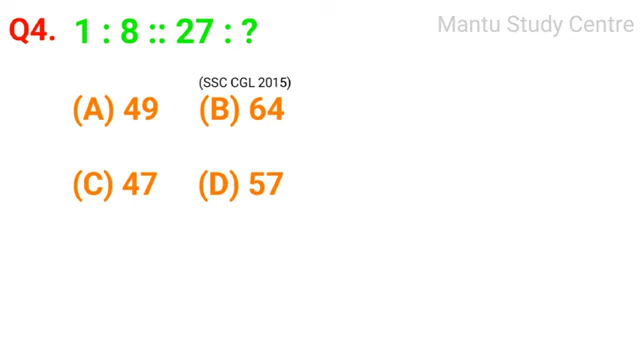 Mantu Study Centre
Q4. 1 : 8 :: 27 : ?
(SSC CGL 2015)
(A) 49 (B) 64
(C) 47 (D) 57